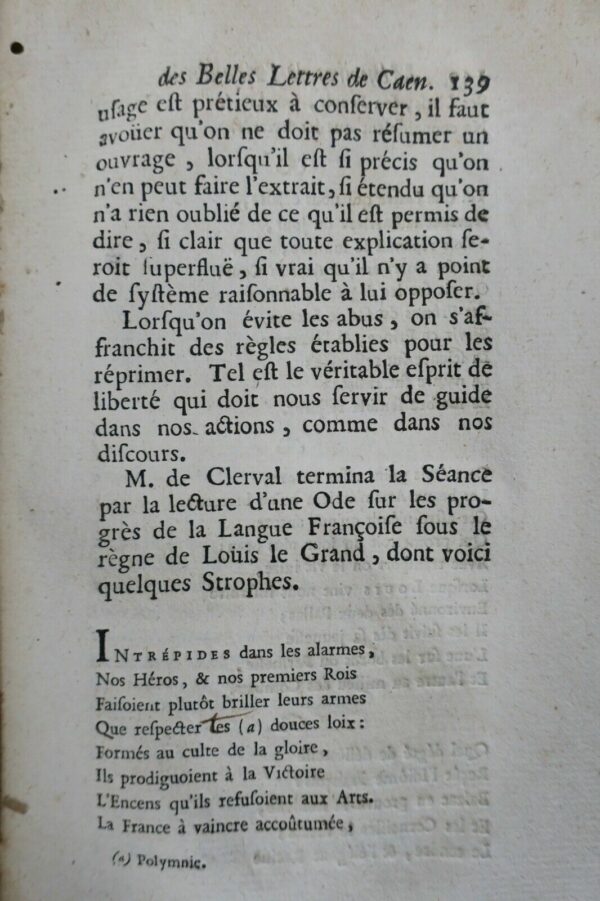 des Belles Lettres de Caen. 139
uſage eſt prétieux à conſerver, il faut
avoüer qu'on ne doit pas réſumer un
ouvrage, lorſqu'il eſt ſi précis qu'on
n'en peut faire l'extrait, ſi étendu qu'on
n'a rien oublié de ce qu'il eſt permis de
dire, ſi clair que toute explication ſe-
roit ſuperfluë, ſi vrai qu'il n'y a point
de ſyſtème raiſonnable à lui oppoſer.
Lorſqu'on évite les abus, on s'af-
franchit des règles établies pour les
réprimer. Tel eſt le véritable eſprit de
liberté qui doit nous ſervir de guide
dans nos actions, comme dans nos
diſcours.
M. de Clerval termina la Séance
par la lecture d'une Ode ſur les pro-
grès de la Langue Françoiſe ſous le
règne de Loüis le Grand, dont voici
quelques Strophes.
INTRÉPIDES dans les alarmes,
Nos Héros, & nos premiers Rois
Faiſoient plutôt briller leurs armes
Que reſpecter tes (a) douces loix:
Formés au culte de la gloire,
Ils prodiguoient à la Victoire
L'Encens qu'ils refuſoient aux Arts.
La France à vaincre accoûtumée,
(a) Polymnie.